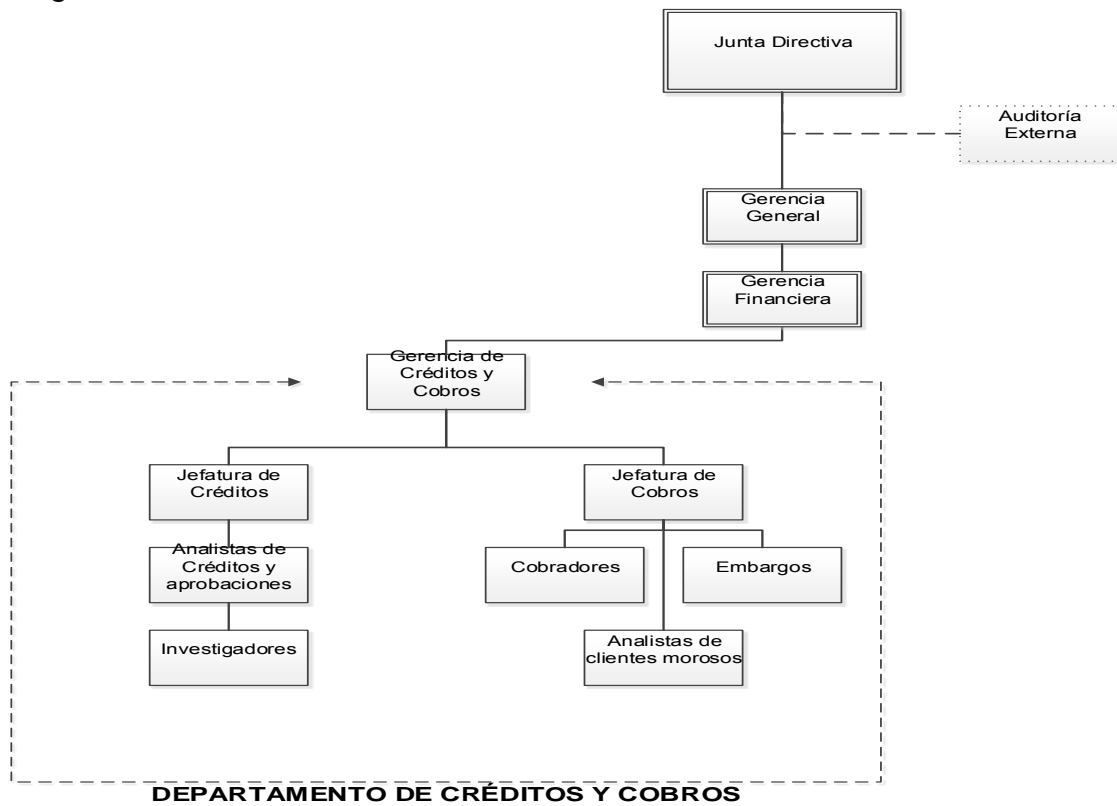 Junta Directiva
Auditoría
Externa
Gerencia
General
Gerencia
Financiera
Gerencia de
Créditos y
Cobros
Jefatura de
Créditos
Jefatura de
Cobros
Analistas de
Créditos y
aprobaciones
Cobradores
Embargos
Investigadores
Analistas de
clientes morosos
DEPARTAMENTO DE CRÉDITOS Y COBROS